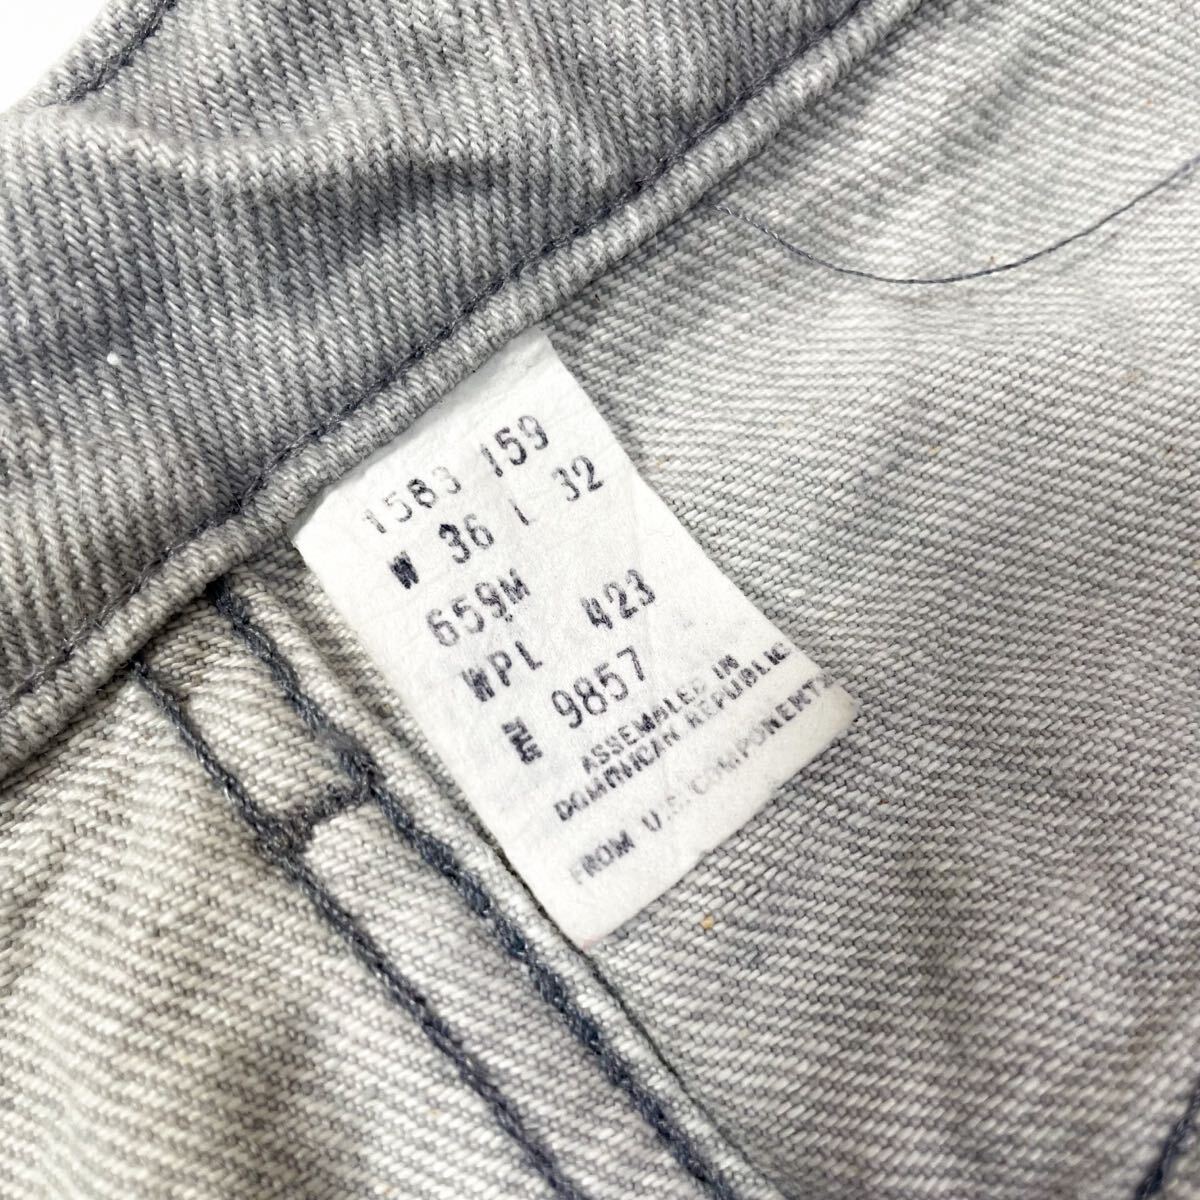 1583 159
W 36 L 32
659M
WPL 423
9857
ASSEMBLED IN
DOMINICAN REPUBLIC
FROM U.S. COMPONENTS